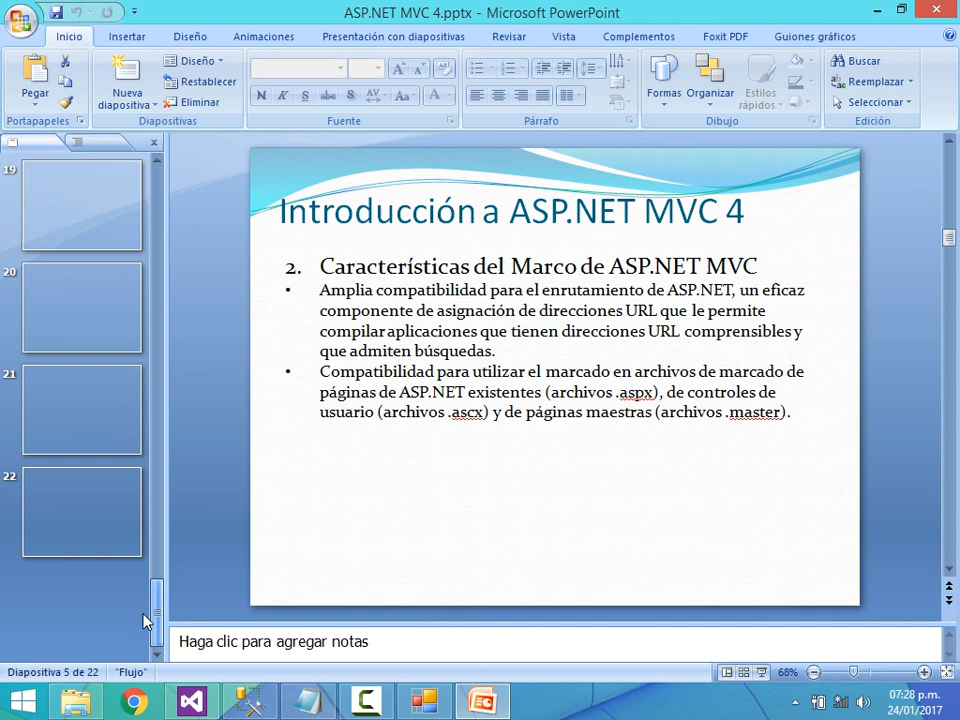 ASP.NET MVC 4.pptx - Microsoft PowerPoint
Inicio Insertar Diseño Animaciones Presentación con diapositivas Revisar Vista Complementos Foxit PDF Guiones gráficos
Pegar
Nueva diapositiva
Diseño
Restablecer
Eliminar
N K S abc S AV Aa A
Formas Organizar Estilos rápidos
Buscar
Reemplazar
Seleccionar
Portapapeles Diapositivas Fuente Párrafo Dibujo Edición
19
20
21
22
Introducción a ASP.NET MVC 4
2. Características del Marco de ASP.NET MVC
• Amplia compatibilidad para el enrutamiento de ASP.NET, un eficaz
componente de asignación de direcciones URL que le permite
compilar aplicaciones que tienen direcciones URL comprensibles y
que admiten búsquedas.
• Compatibilidad para utilizar el marcado en archivos de marcado de
páginas de ASP.NET existentes (archivos .aspx), de controles de
usuario (archivos .ascx) y de páginas maestras (archivos .master).
Haga clic para agregar notas
Diapositiva 5 de 22 "Flujo" 68%
07:28 p.m.
24/01/2017